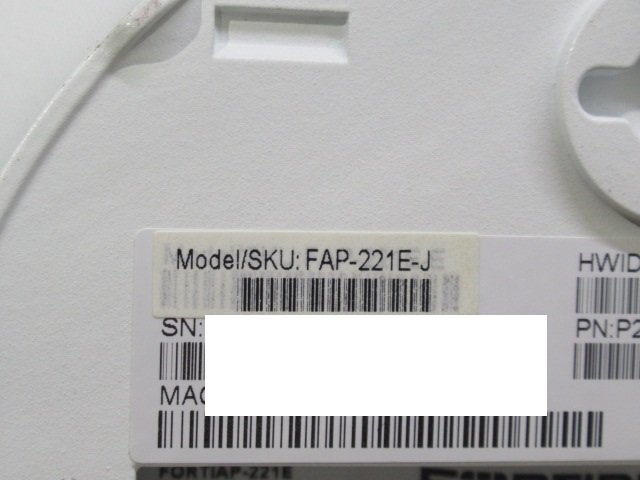 Model/SKU: FAP-221E-J
HWID
SN:
PN:P2
MAC
FORTIAP-221E